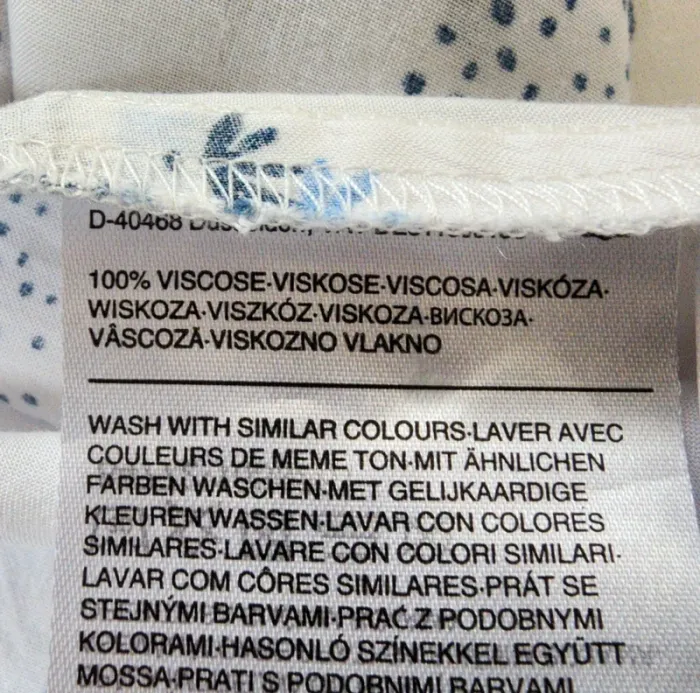 D-40468
100% VISCOSE·VISKOSE·VISCOSA·VISKÓZA·
WISKOZA·VISZKÓZ·VISKOZA·ВИСКОЗА·
VÂSCOZĂ·VISKOZNO VLAKNO
WASH WITH SIMILAR COLOURS·LAVER AVEC
COULEURS DE MEME TON·MIT ÄHNLICHEN
FARBEN WASCHEN·MET GELIJKAARDIGE
KLEUREN WASSEN·LAVAR CON COLORES
SIMILARES·LAVARE CON COLORI SIMILARI·
LAVAR COM CÔRES SIMILARES·PRÁT SE
STEJNÝMI BARVAMI·PRAĆ Z PODOBNYMI
KOLORAMI·HASONLÓ SZÍNEKKEL EGYÜTT
MOSSA·PRATI S PODOBNIMI BARVAMI